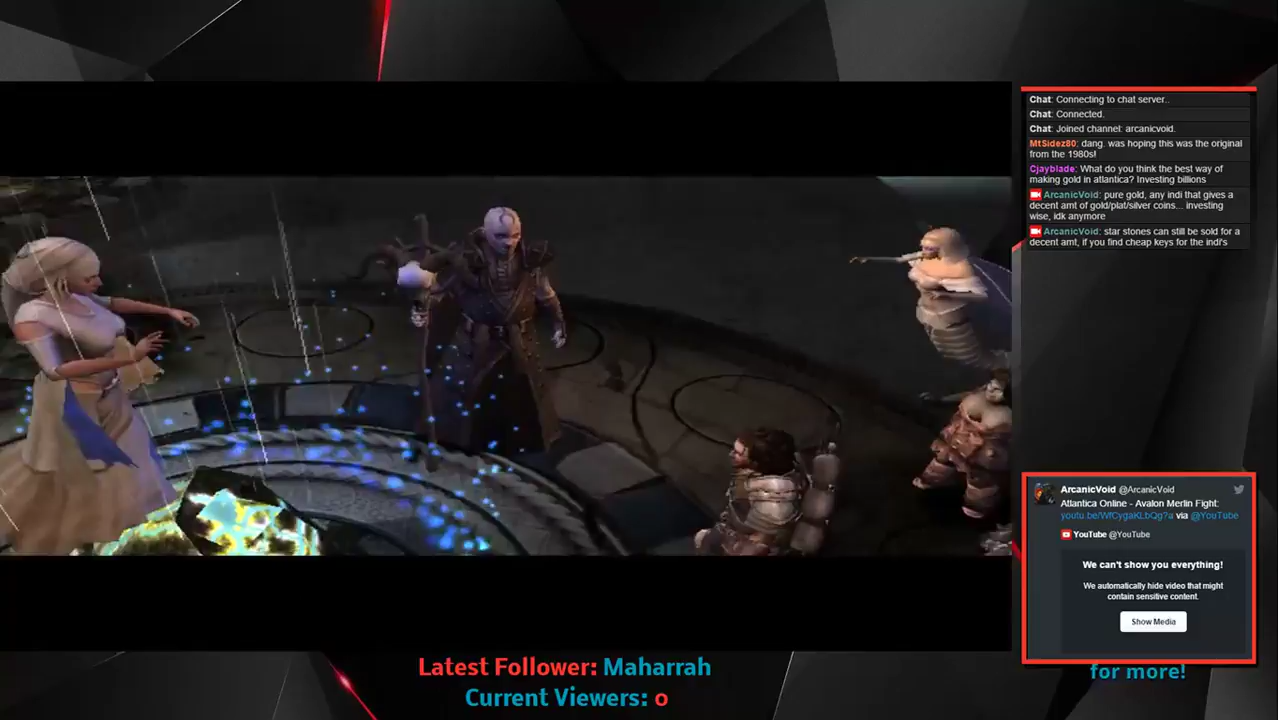 Chat: Connecting to chat server..
Chat: Connected.
Chat: Joined channel: arcanicvoid.
MtSidez80: dang. was hoping this was the original
from the 1980s!
Cjayblade: What do you think the best way of
making gold in atlantica? Investing billions
ArcanicVoid: pure gold, any indi that gives a
decent amt of gold/plat/silver coins... investing
wise, idk anymore
ArcanicVoid: star stones can still be sold for a
decent amt, if you find cheap keys for the indi's
ArcanicVoid @ArcanicVoid
Atlantica Online - Avalon Merlin Fight:
youtu.be/WfCygaKLbQg?a via @YouTube
YouTube @YouTube
We can't show you everything!
We automatically hide video that might
contain sensitive content.
Show Media
for more!
Latest Follower: Maharrah
Current Viewers: 0